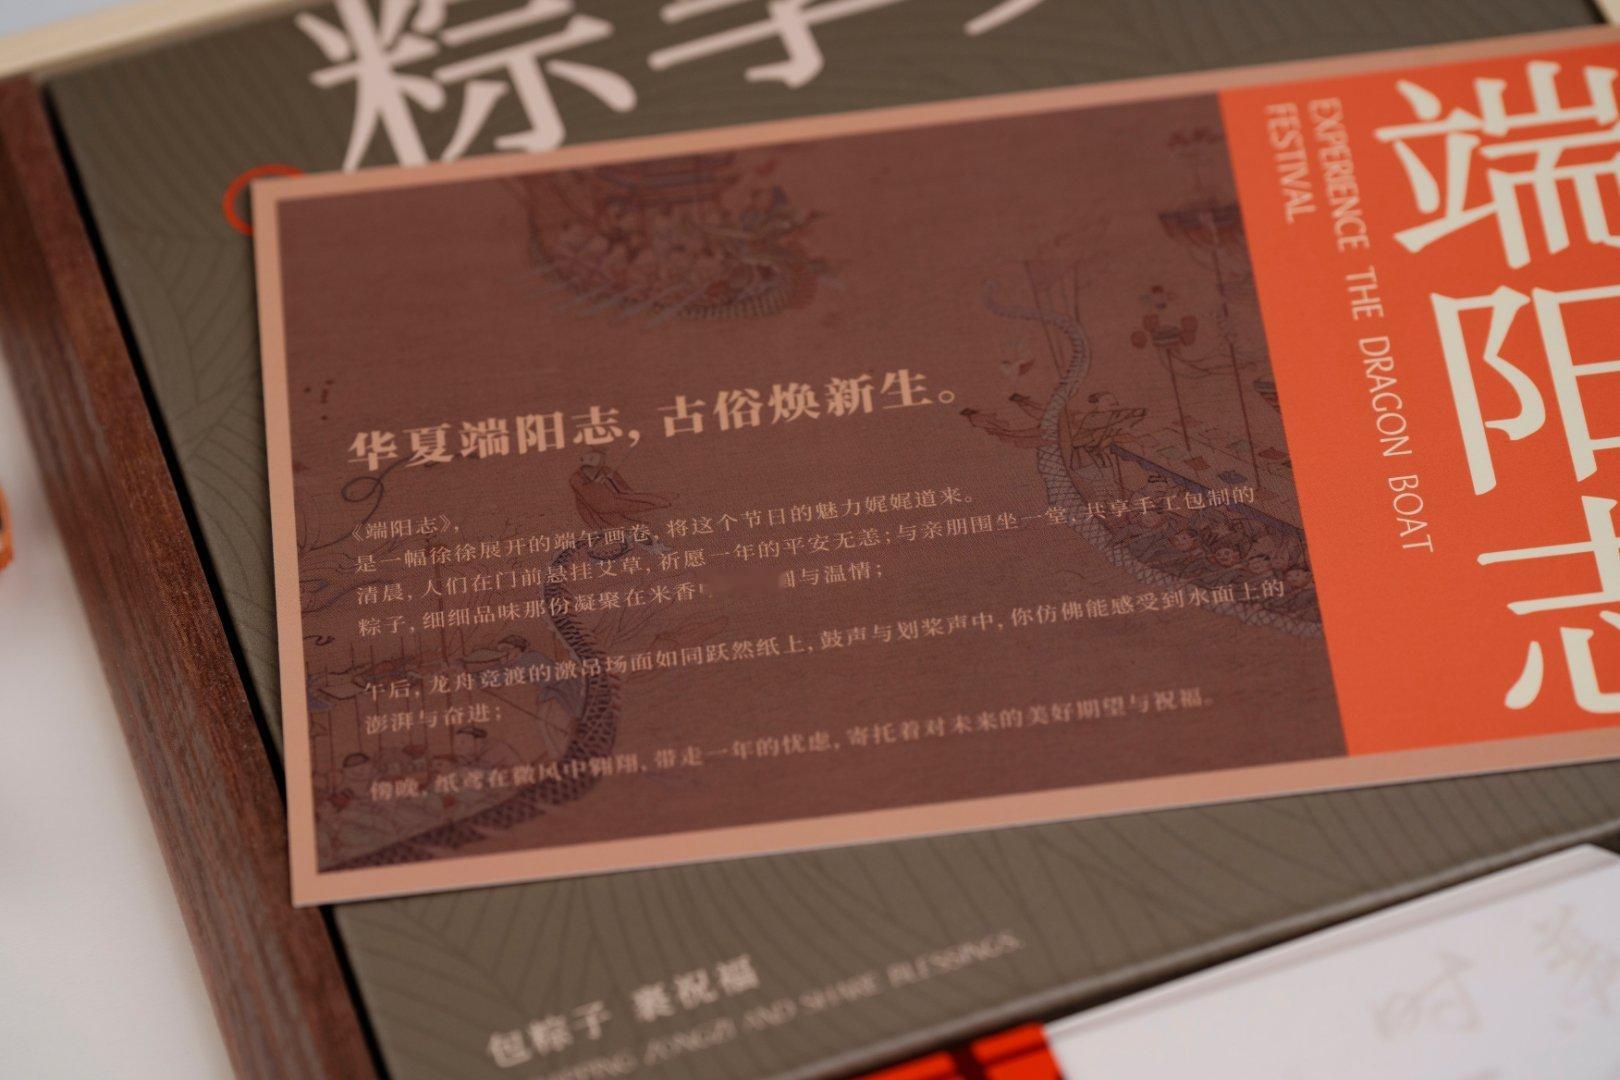 粽子
端阳志
EXPERIENCE THE DRAGON BOAT
FESTIVAL
华夏端阳志，古俗焕新生。
《端阳志》，
是一幅徐徐展开的端午画卷，将这个节日的魅力娓娓道来。
清晨，人们在门前悬挂艾草，祈愿一年的平安无恙；与亲朋围坐一堂，共享手工包制的
粽子，细细品味那份凝聚在米香 与温情；
午后，龙舟竞渡的激昂场面如同跃然纸上，鼓声与划桨声中，你仿佛能感受到水面上的
澎湃与奋进；
傍晚，纸鸢在微风中翱翔，带走一年的忧虑，寄托着对未来的美好期望与祝福。
包粽子 裹祝福
ZONGZI AND SHARE BLESSINGS.
时